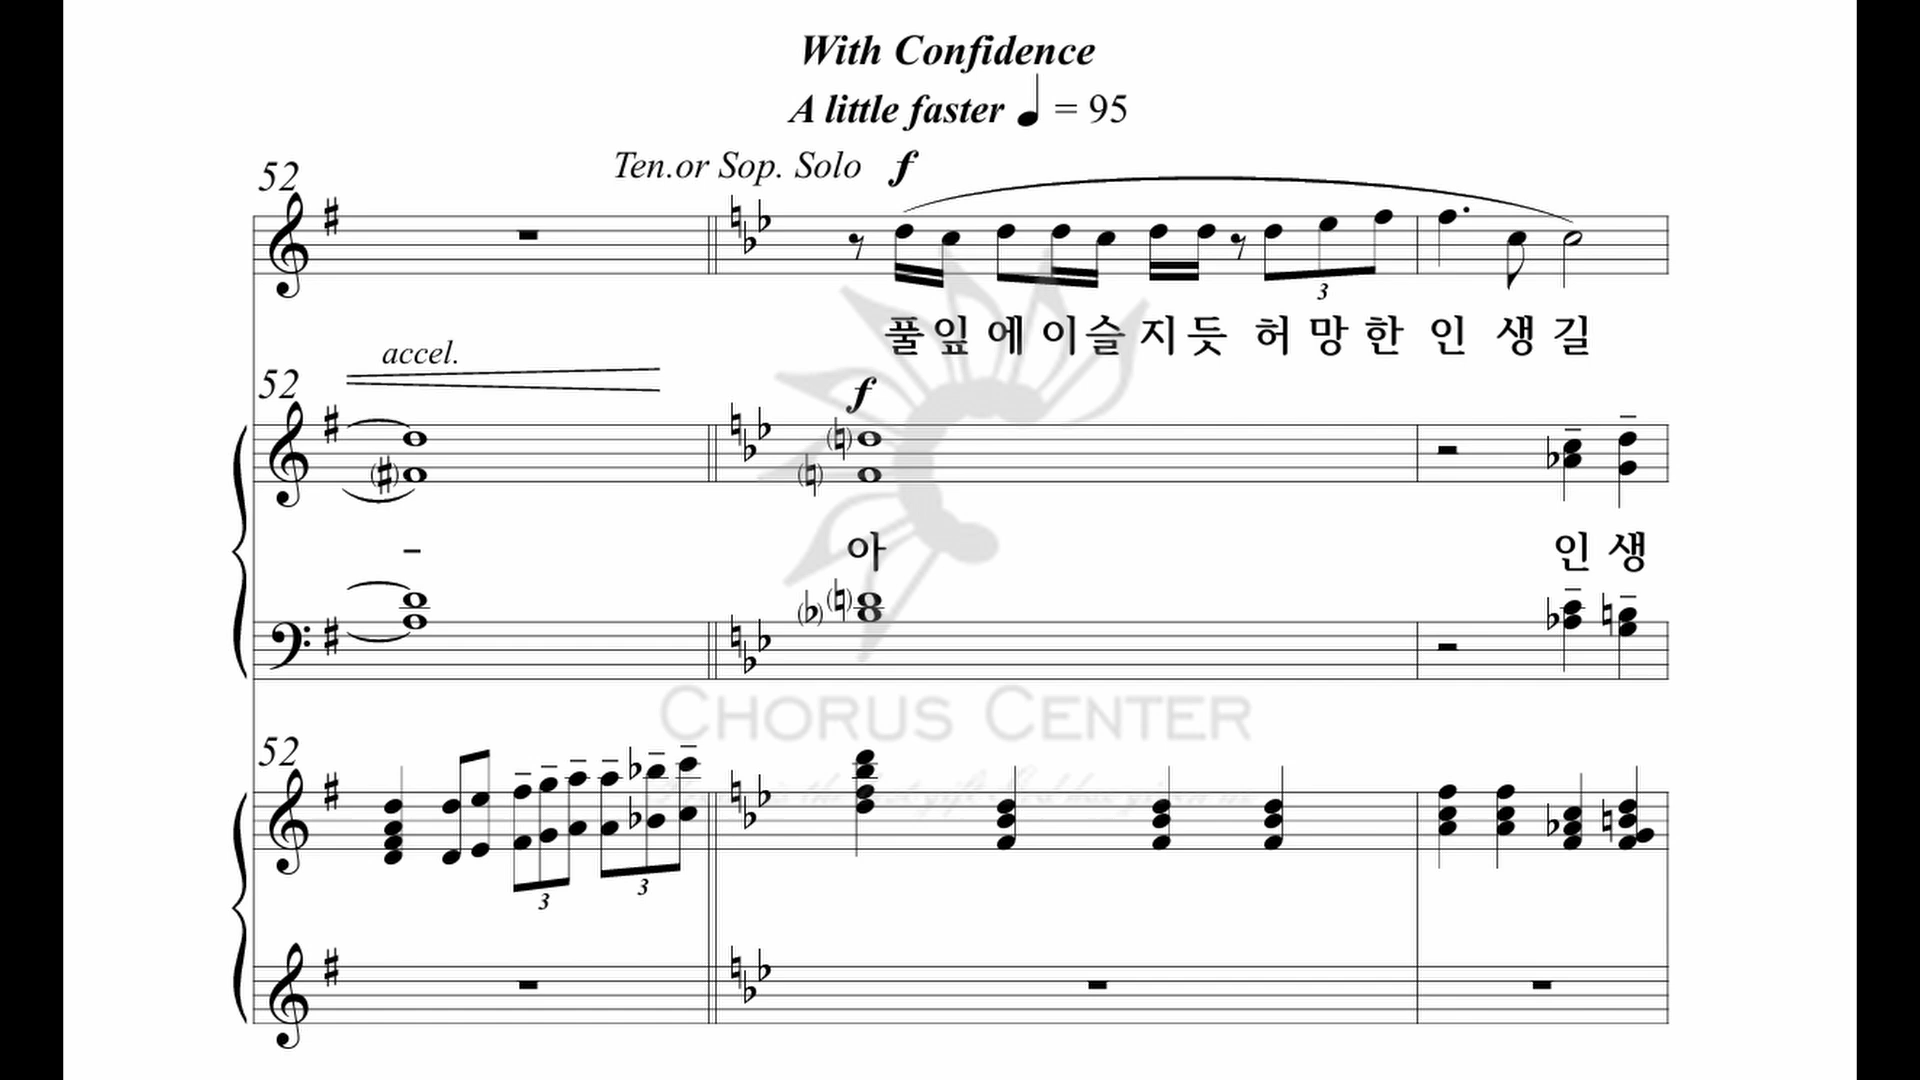 With Confidence
A little faster ♩ = 95
Ten.or Sop. Solo f
52
3
풀잎 에 이슬 지듯 허 망 한 인 생 길
accel.
52
f
- 아 인 생
CHORUS CENTER
52
3 3